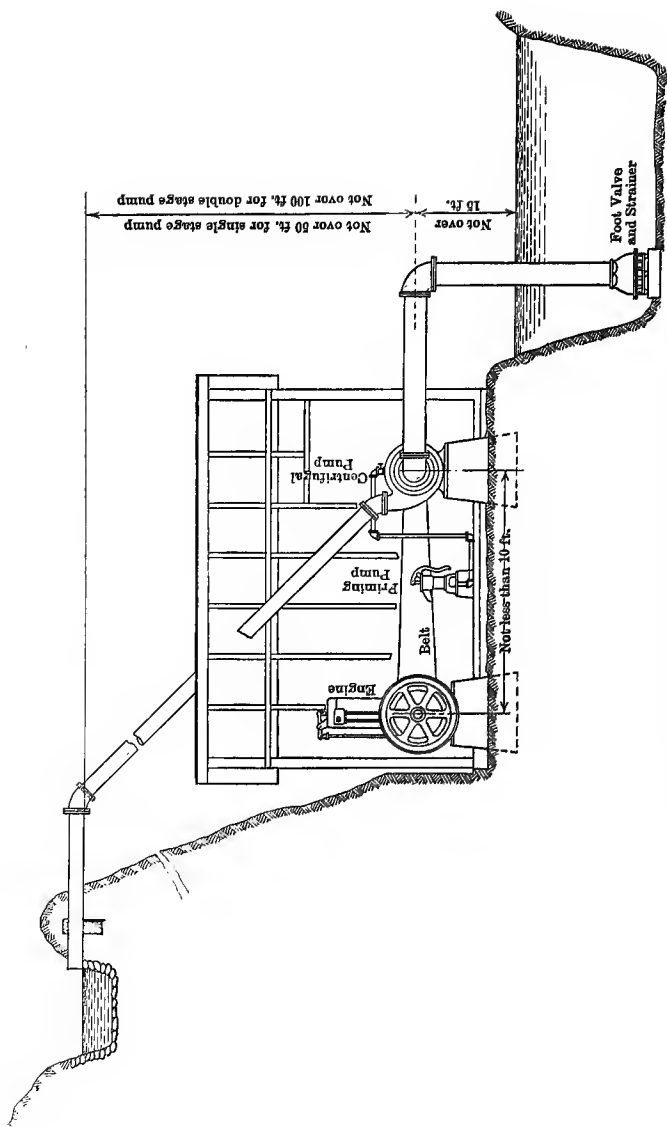 Not over 50 ft. for single stage pump
Not over 100 ft. for double stage pump
Not over
15 ft.
Foot Valve
and Strainer
Centrifugal
Pump
Priming
Pump
Belt
Engine
Not less than 10 ft.